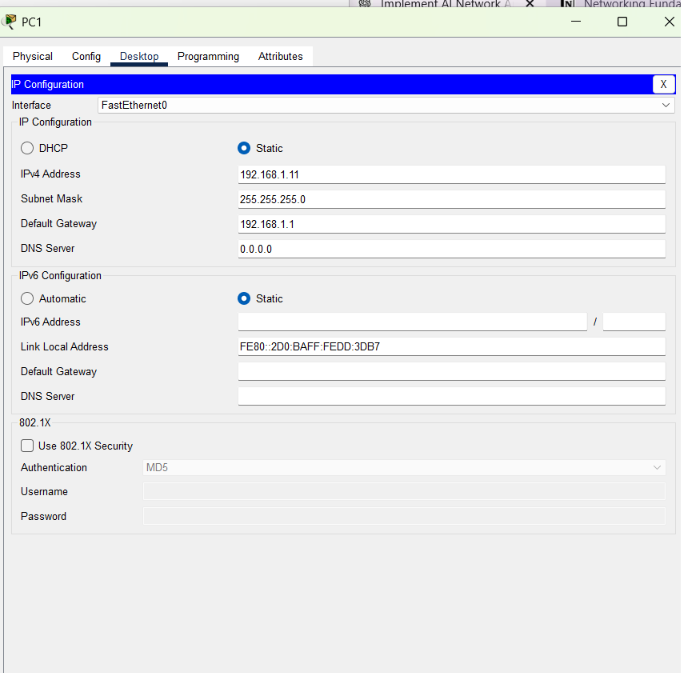 Implement AI Network A
Networking Funda
PC1
Physical Config Desktop Programming Attributes
IP Configuration X
Interface FastEthernet0
IP Configuration
DHCP Static
IPv4 Address 192.168.1.11
Subnet Mask 255.255.255.0
Default Gateway 192.168.1.1
DNS Server 0.0.0.0
IPv6 Configuration
Automatic Static
IPv6 Address /
Link Local Address FE80::2D0:BAFF:FEDD:3DB7
Default Gateway
DNS Server
802.1X
Use 802.1X Security
Authentication MD5
Username
Password